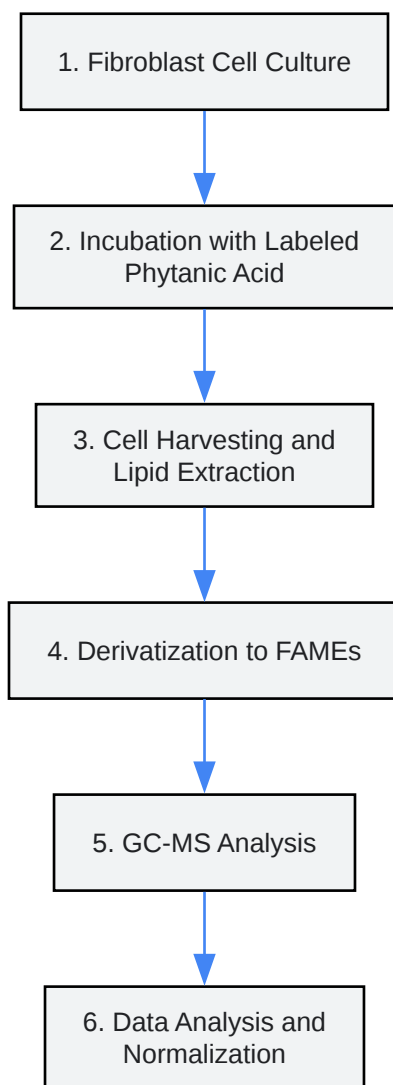 1. Fibroblast Cell Culture
2. Incubation with Labeled
Phytanic Acid
3. Cell Harvesting and
Lipid Extraction
4. Derivatization to FAMEs
5. GC-MS Analysis
6. Data Analysis and
Normalization